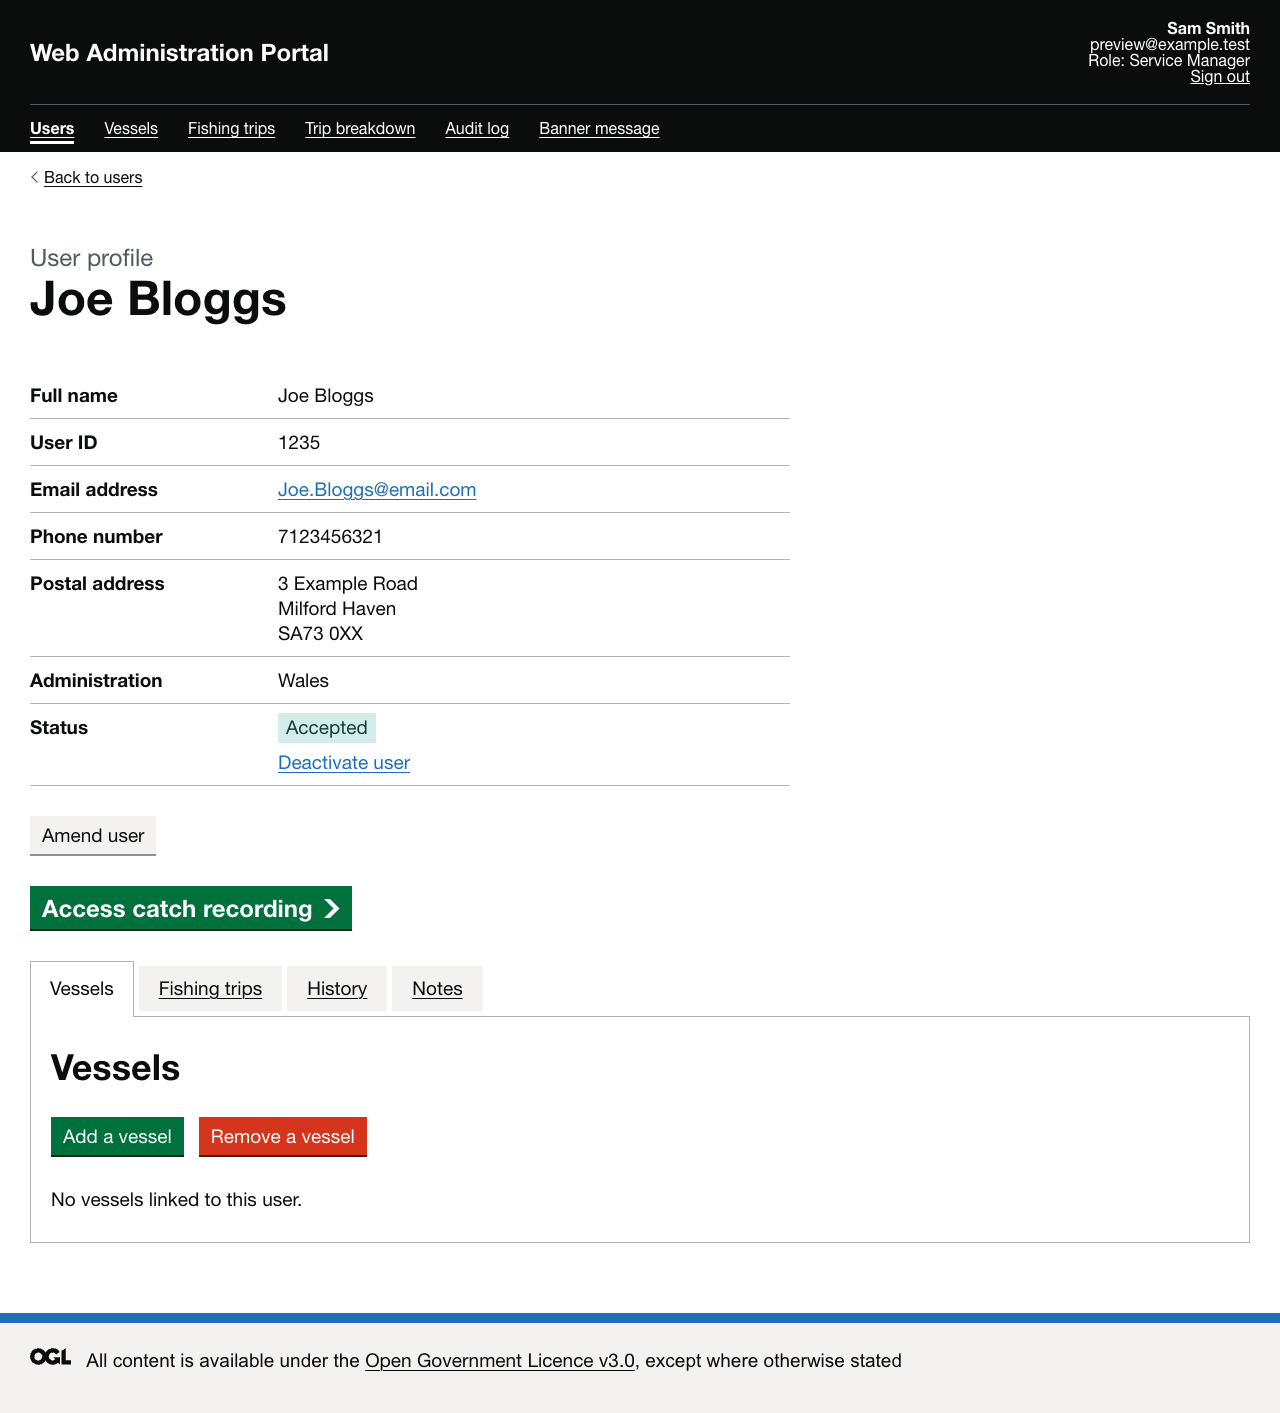 Web Administration Portal
Sam Smith
preview@example.test
Role: Service Manager
Sign out
Users Vessels Fishing trips Trip breakdown Audit log Banner message
Back to users
User profile
Joe Bloggs
Full name Joe Bloggs
User ID 1235
Email address Joe.Bloggs@email.com
Phone number 7123456321
Postal address 3 Example Road
Milford Haven
SA73 0XX
Administration Wales
Status Accepted
Deactivate user
Amend user
Access catch recording
Vessels Fishing trips History Notes
Vessels
Add a vessel Remove a vessel
No vessels linked to this user.
OGL All content is available under the Open Government Licence v3.0, except where otherwise stated